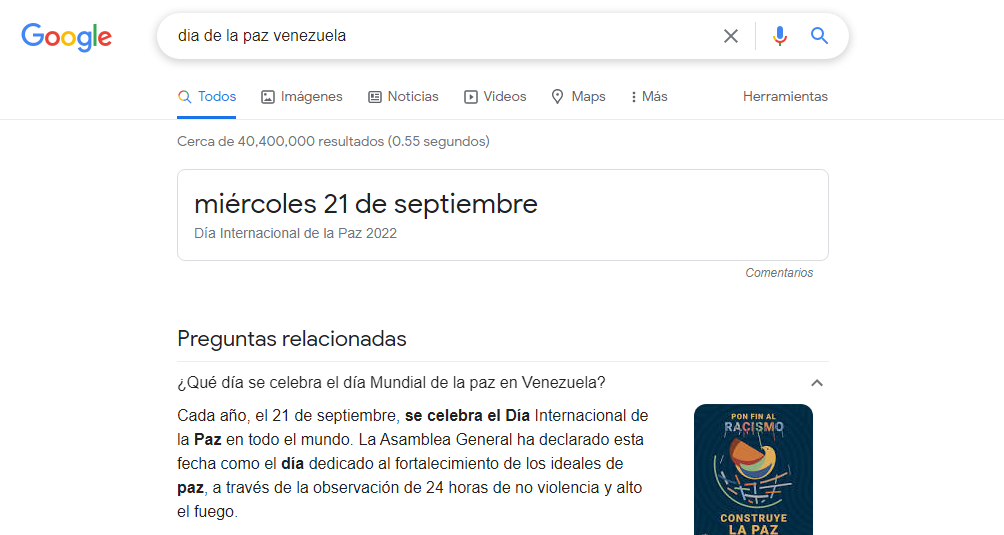 Google
dia de la paz venezuela
Todos Imágenes Noticias Videos Maps Más Herramientas
Cerca de 40,400,000 resultados (0.55 segundos)
miércoles 21 de septiembre
Día Internacional de la Paz 2022
Comentarios
Preguntas relacionadas
¿Qué día se celebra el día Mundial de la paz en Venezuela?
Cada año, el 21 de septiembre, se celebra el Día Internacional de
la Paz en todo el mundo. La Asamblea General ha declarado esta
fecha como el día dedicado al fortalecimiento de los ideales de
paz, a través de la observación de 24 horas de no violencia y alto
el fuego.
PON FIN AL
RACISMO
CONSTRUYE
LA PAZ